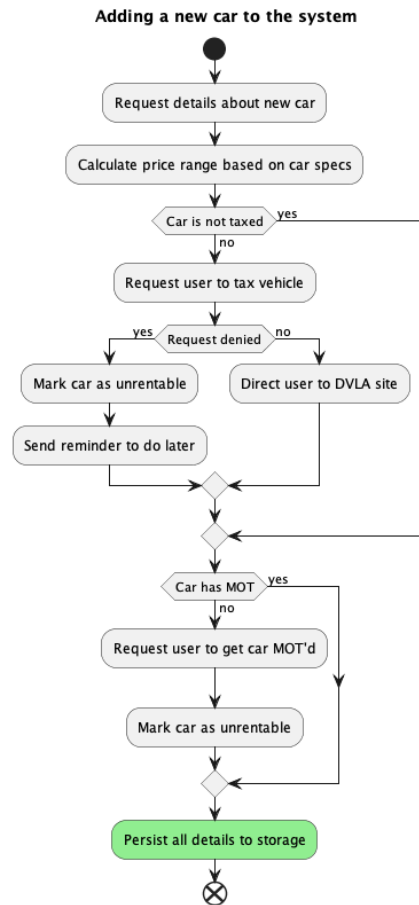 Adding a new car to the system
Request details about new car
Calculate price range based on car specs
Car is not taxed
yes
no
Request user to tax vehicle
yes
Request denied
no
Mark car as unrentable
Direct user to DVLA site
Send reminder to do later
Car has MOT
yes
no
Request user to get car MOT'd
Mark car as unrentable
Persist all details to storage